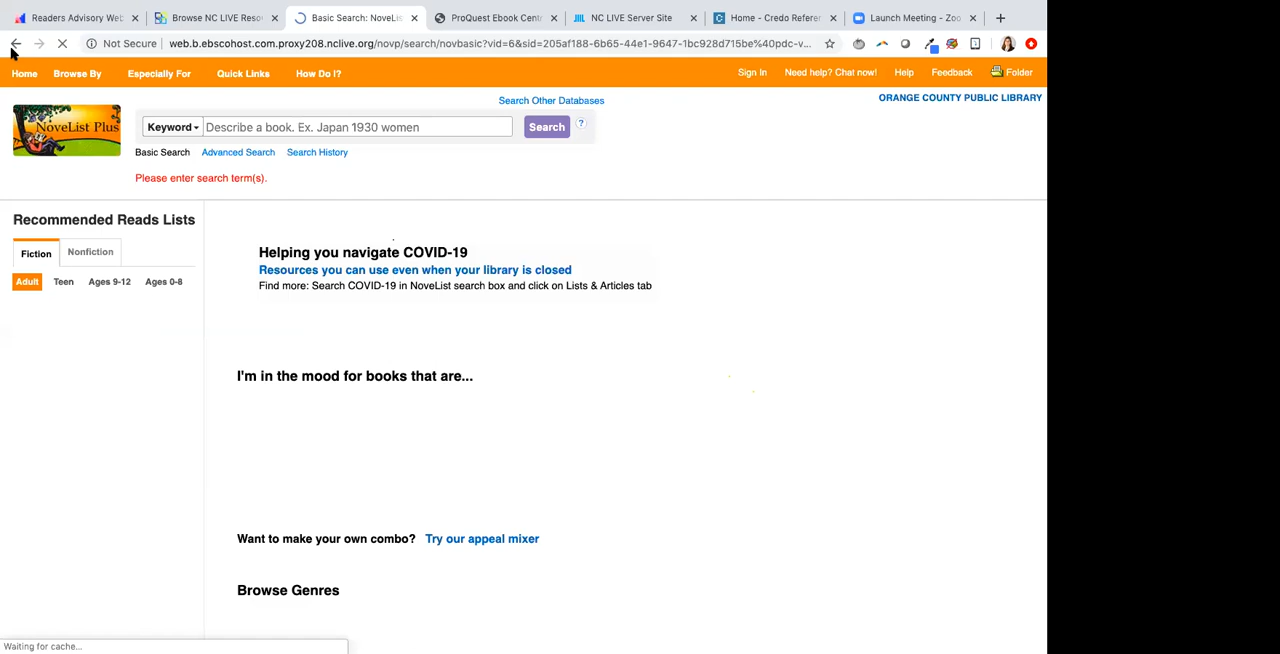 Readers Advisory Web
Browse NC LIVE Reso
Basic Search: NoveLis
ProQuest Ebook Cent
NC LIVE Server Site
Home - Credo Referer
Launch Meeting - Zoo
Not Secure
web.b.ebscohost.com.proxy208.nclive.org/novp/search/novbasic?vid=6&sid=205af188-6b65-44e1-9647-1bc928d715be%40pdc-v...
Home Browse By Especially For Quick Links How Do I?
Sign In Need help? Chat now! Help Feedback Folder
Search Other Databases
ORANGE COUNTY PUBLIC LIBRARY
NoveList Plus
Keyword Describe a book. Ex. Japan 1930 women Search ?
Basic Search Advanced Search Search History
Please enter search term(s).
Recommended Reads Lists
Fiction Nonfiction
Adult Teen Ages 9-12 Ages 0-8
Helping you navigate COVID-19
Resources you can use even when your library is closed
Find more: Search COVID-19 in NoveList search box and click on Lists & Articles tab
I'm in the mood for books that are...
Want to make your own combo? Try our appeal mixer
Browse Genres
Waiting for cache...